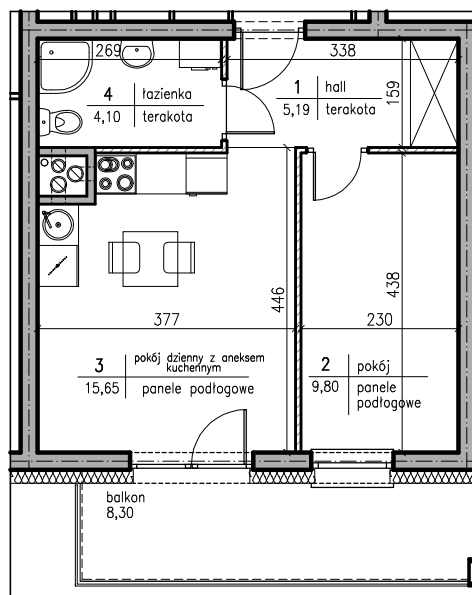 269
338
4 łazienka
4,10 terakota
1 hall
5,19 terakota
159
446
438
377
230
3 pokój dzienny z aneksem
kuchennym
15,65 panele podłogowe
2 pokój
9,80 panele
podłogowe
balkon
8,30